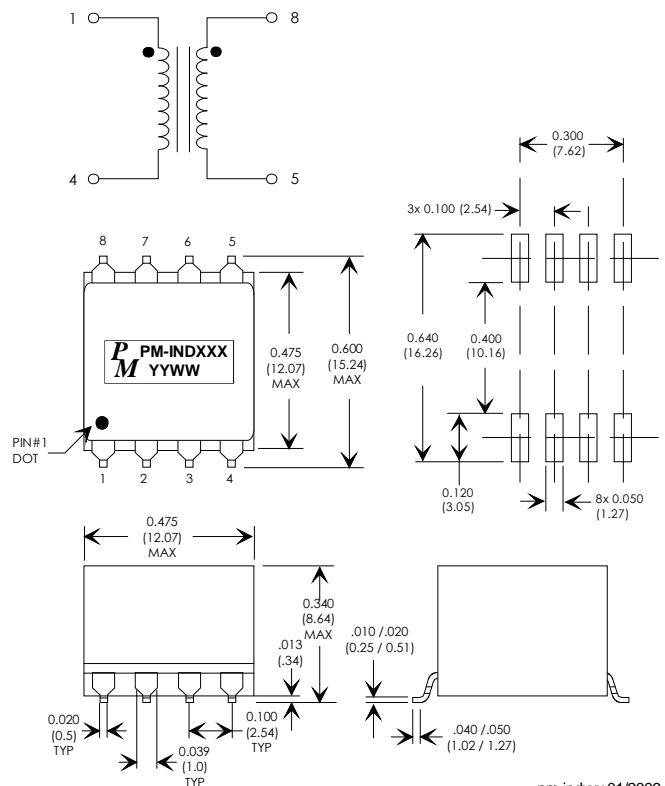 1
8
4
5
0.300
(7.62)
3x 0.100 (2.54)
8 7 6 5
PM PM-INDXXX
YYWW
0.475
(12.07)
MAX
0.600
(15.24)
MAX
0.640
(16.26)
0.400
(10.16)
PIN#1
DOT
1 2 3 4
0.120
(3.05)
8x 0.050
(1.27)
0.475
(12.07)
MAX
0.340
(8.64)
MAX
.013
(.34)
.010 /.020
(0.25 / 0.51)
0.020
(0.5)
TYP
0.039
(1.0)
TYP
0.100
(2.54)
TYP
.040 /.050
(1.02 / 1.27)